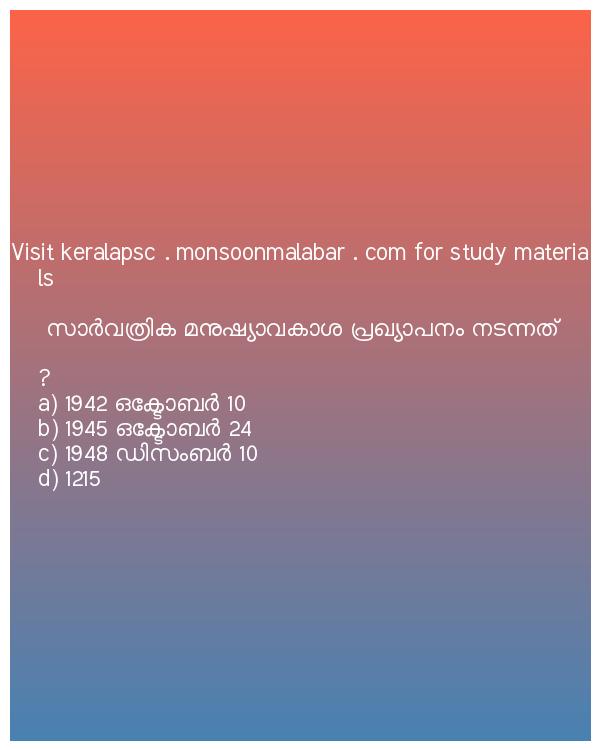 Visit keralapsc . monsoonmalabar . com for study materia
ls
സാർവത്രിക മനുഷ്യാവകാശ പ്രഖ്യാപനം നടന്നത്
?
a) 1942 ഒക്ടോബർ 10
b) 1945 ഒക്ടോബർ 24
c) 1948 ഡിസംബർ 10
d) 1215